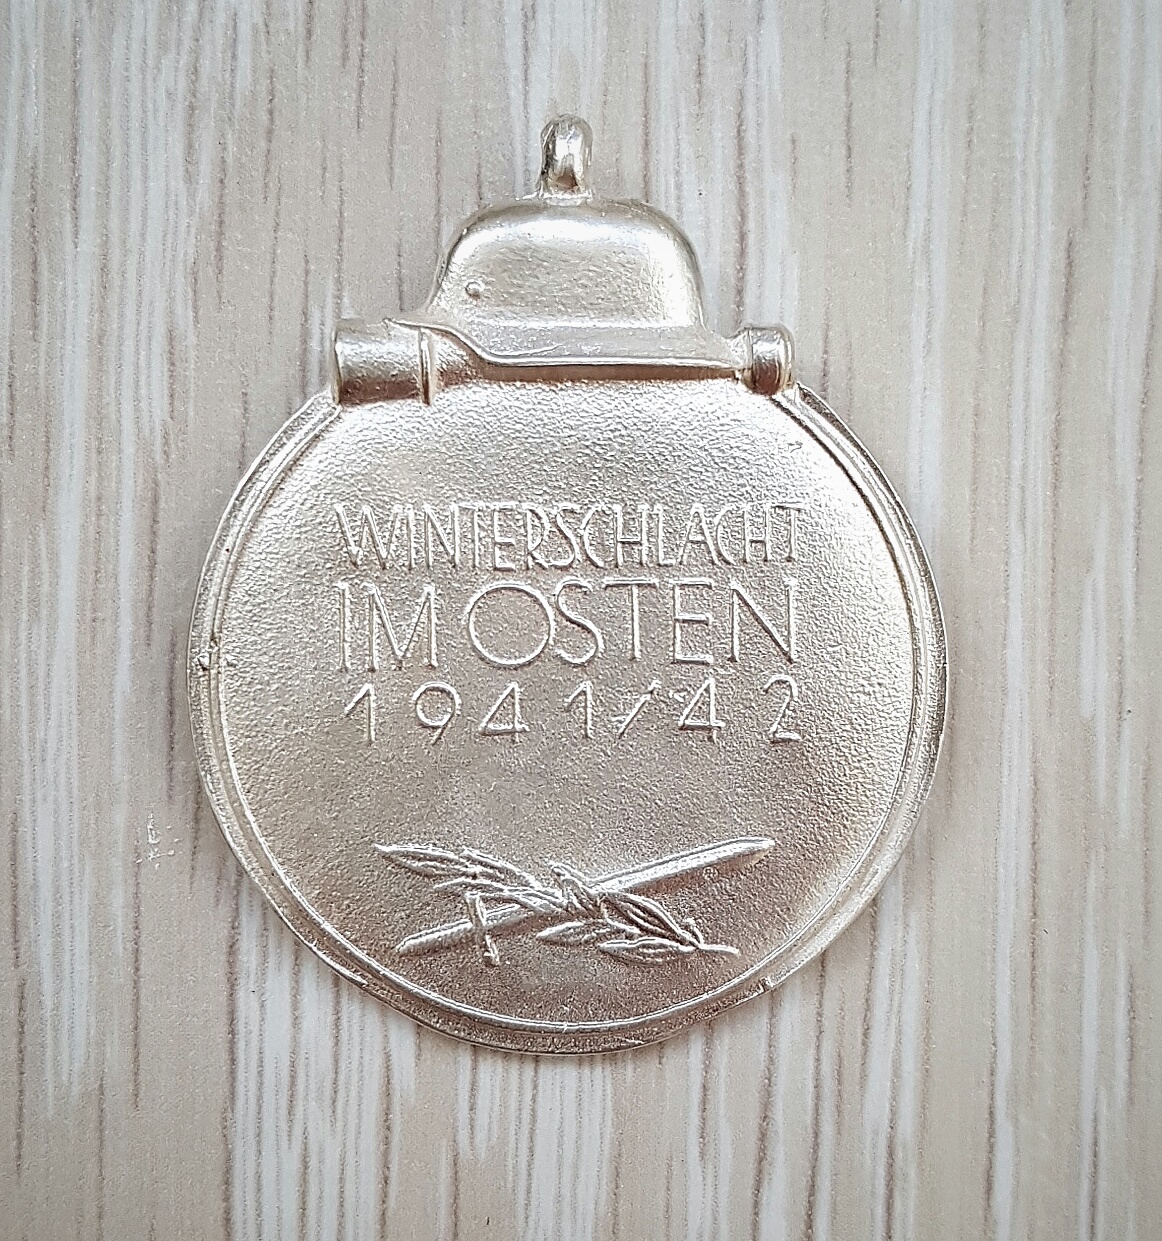 WINTERSCHLACHT
IM OSTEN
1941/42